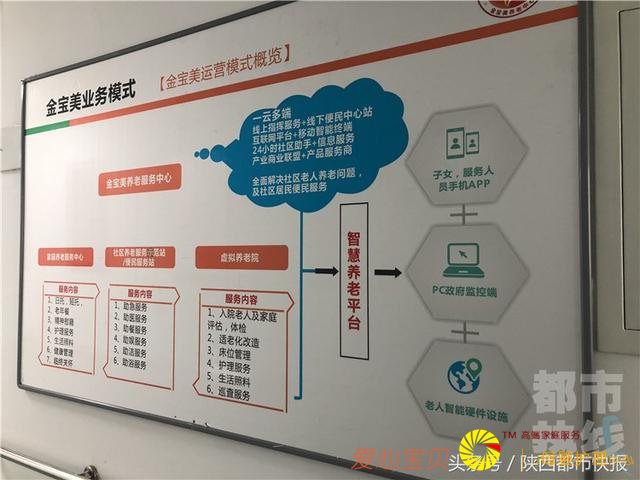 金宝美养老服务中心
金宝美业务模式
【金宝美运营模式概览】
一云多端
线上指挥服务+线下便民中心站
互联网平台+移动智能终端
24小时社区助手+信息服务
产业商业联盟+产品服务商
全面解决社区老人养老问题，
及社区居民便民服务
金宝美养老服务中心
居家养老服务中心
服务内容
1、日托，短托、
2、老年餐
3、精神慰藉
4、护理服务
5、生活照料
6、健康管理
7、临终关怀
社区养老服务示范站
/便民服务站
服务内容
1、助急服务
2、助医服务
3、助餐服务
4、助娱服务
5、助洁服务
6、助浴服务
虚拟养老院
服务内容
1、入院老人及家庭
评估，体检
2、适老化改造
3、床位管理
4、护理服务
5、生活照料
6、巡查服务
智慧养老平台
子女，服务人
员手机APP
PC政府监控端
老人智能硬件设施
都市
热线
TM 高端家庭服务
爱心宝贝
头条号 / 陕西都市快报